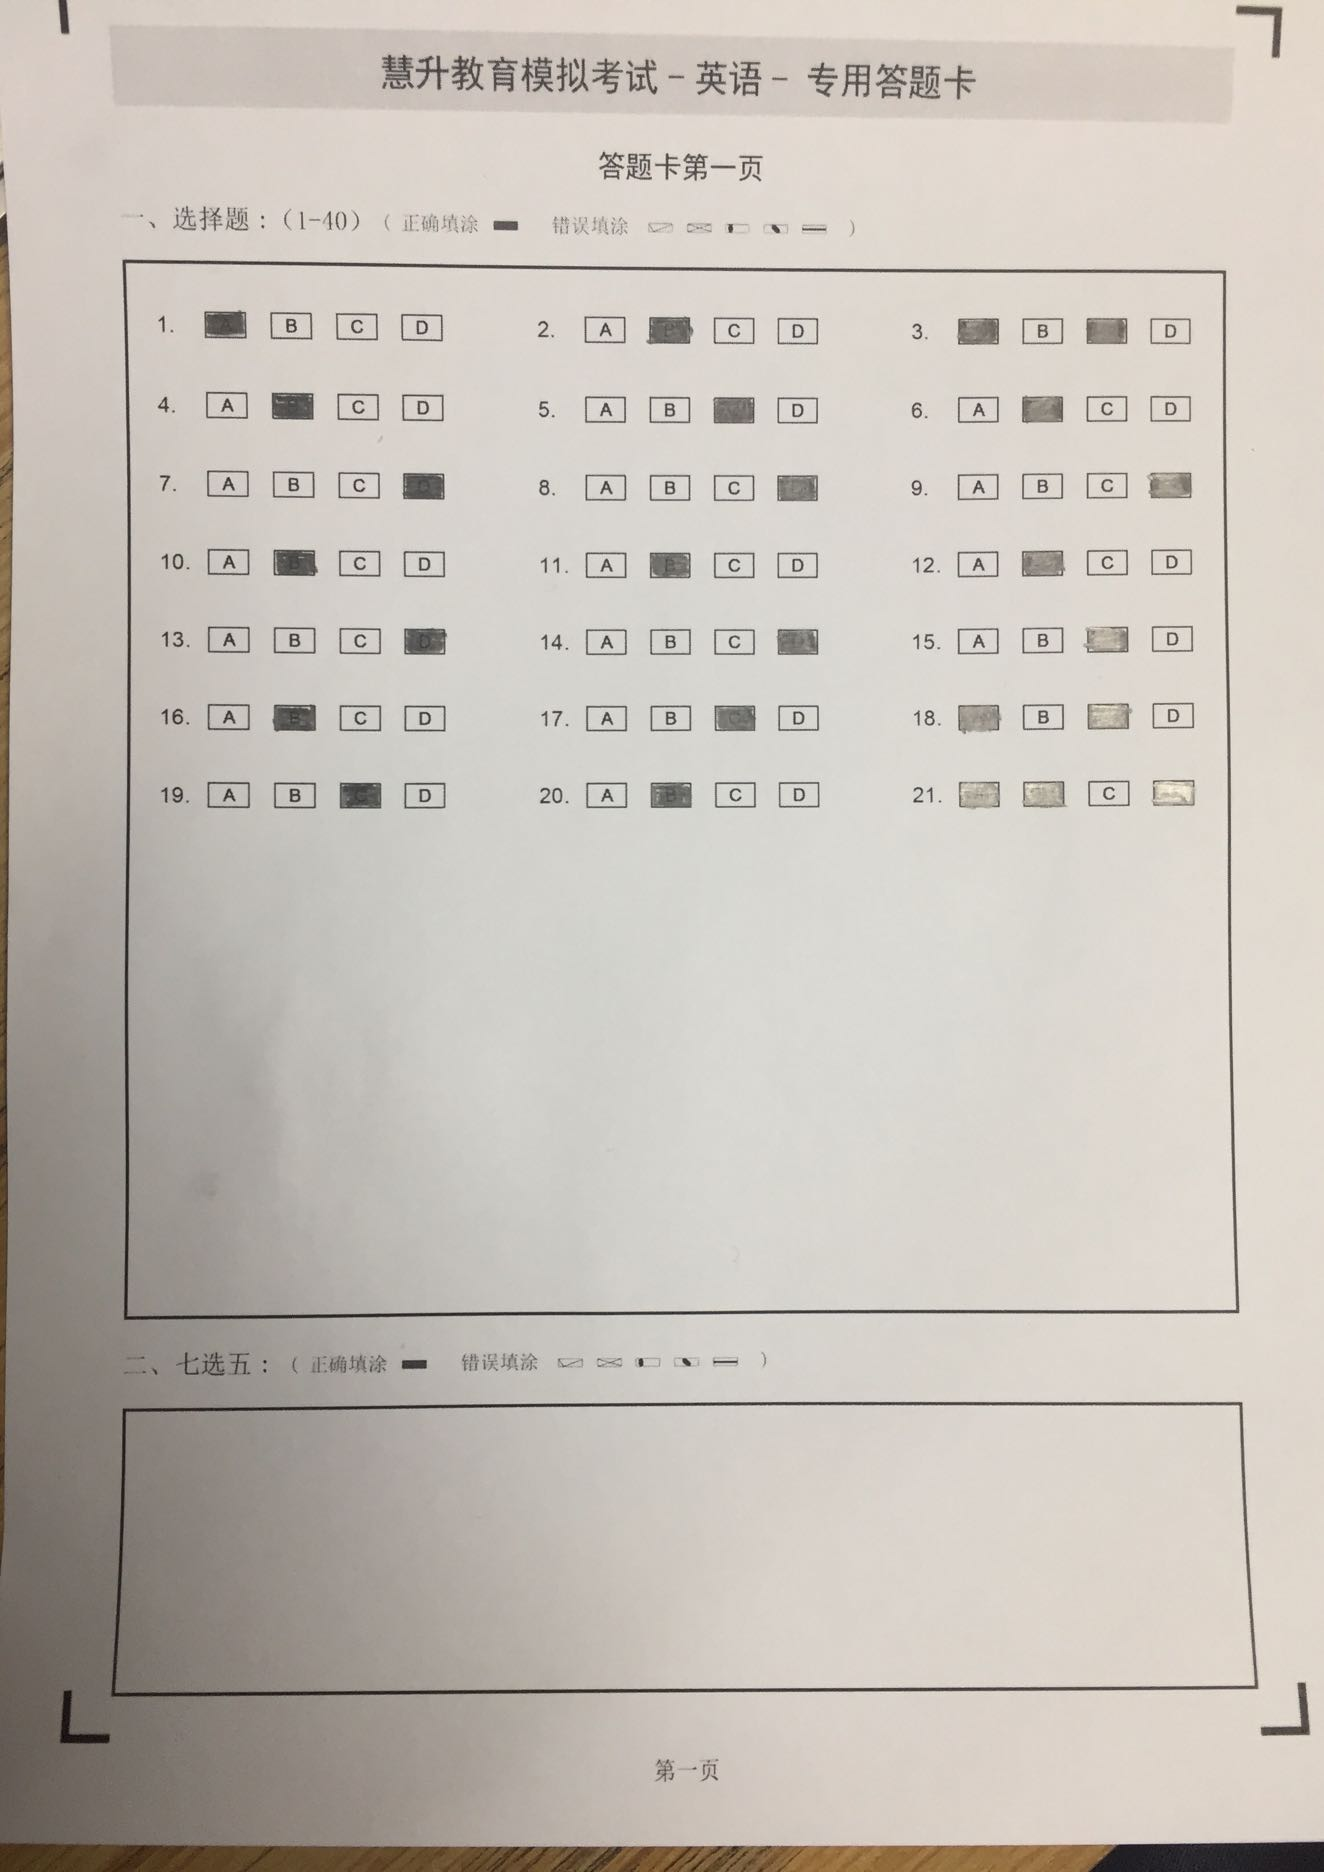 慧升教育模拟考试－英语－ 专用答题卡
答题卡第一页
一、选择题：（1-40）（ 正确填涂 错误填涂 ）
1. A B C D 2. A B C D 3. B D
4. A B C D 5. A B D 6. A C D
7. A B C D 8. A B C D 9. A B C
10. A B C D 11. A B C D 12. A C D
13. A B C D 14. A B C D 15. A B D
16. A B C D 17. A B C D 18. B D
19. A B C D 20. A B C D 21. C
二、七选五：（ 正确填涂 错误填涂 ）
第一页